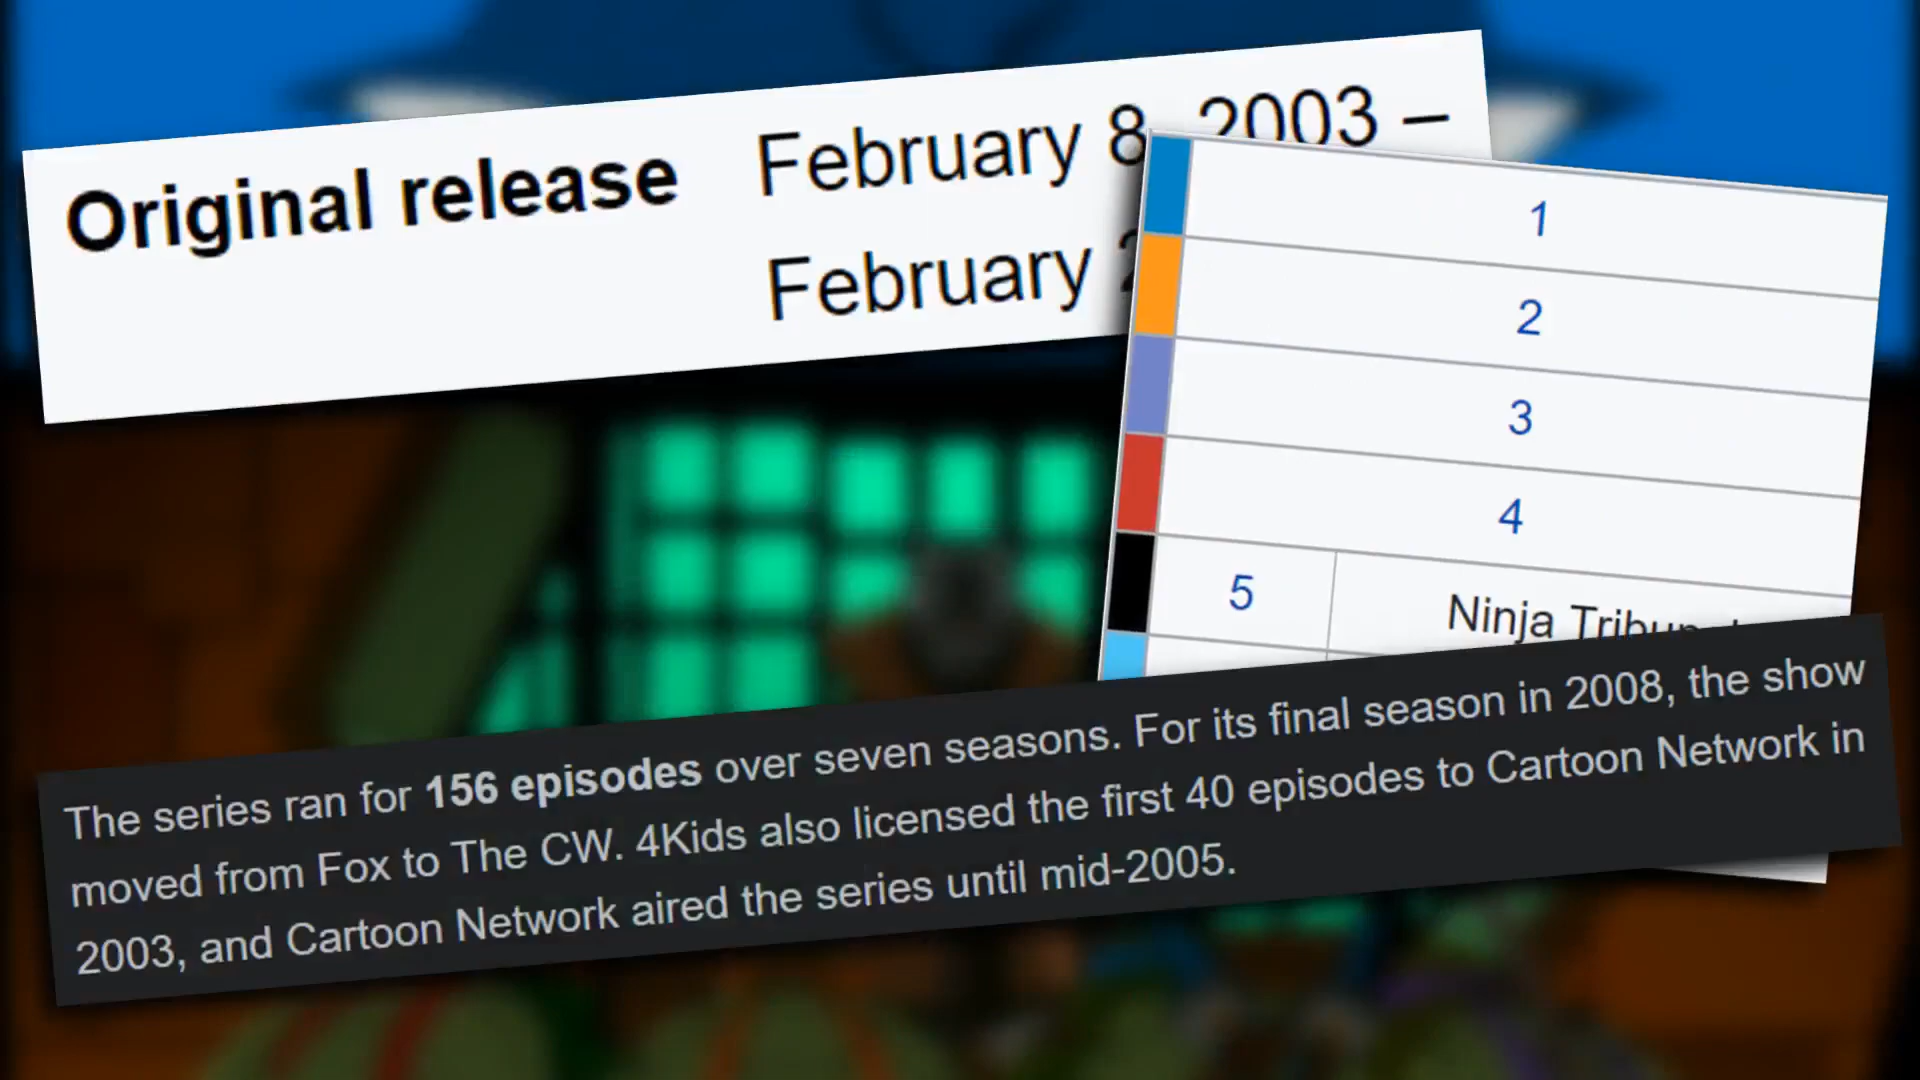 Original release February 8, 2003 –
February
1
2
3
4
5 Ninja
The series ran for 156 episodes over seven seasons. For its final season in 2008, the show
moved from Fox to The CW. 4Kids also licensed the first 40 episodes to Cartoon Network in
2003, and Cartoon Network aired the series until mid-2005.